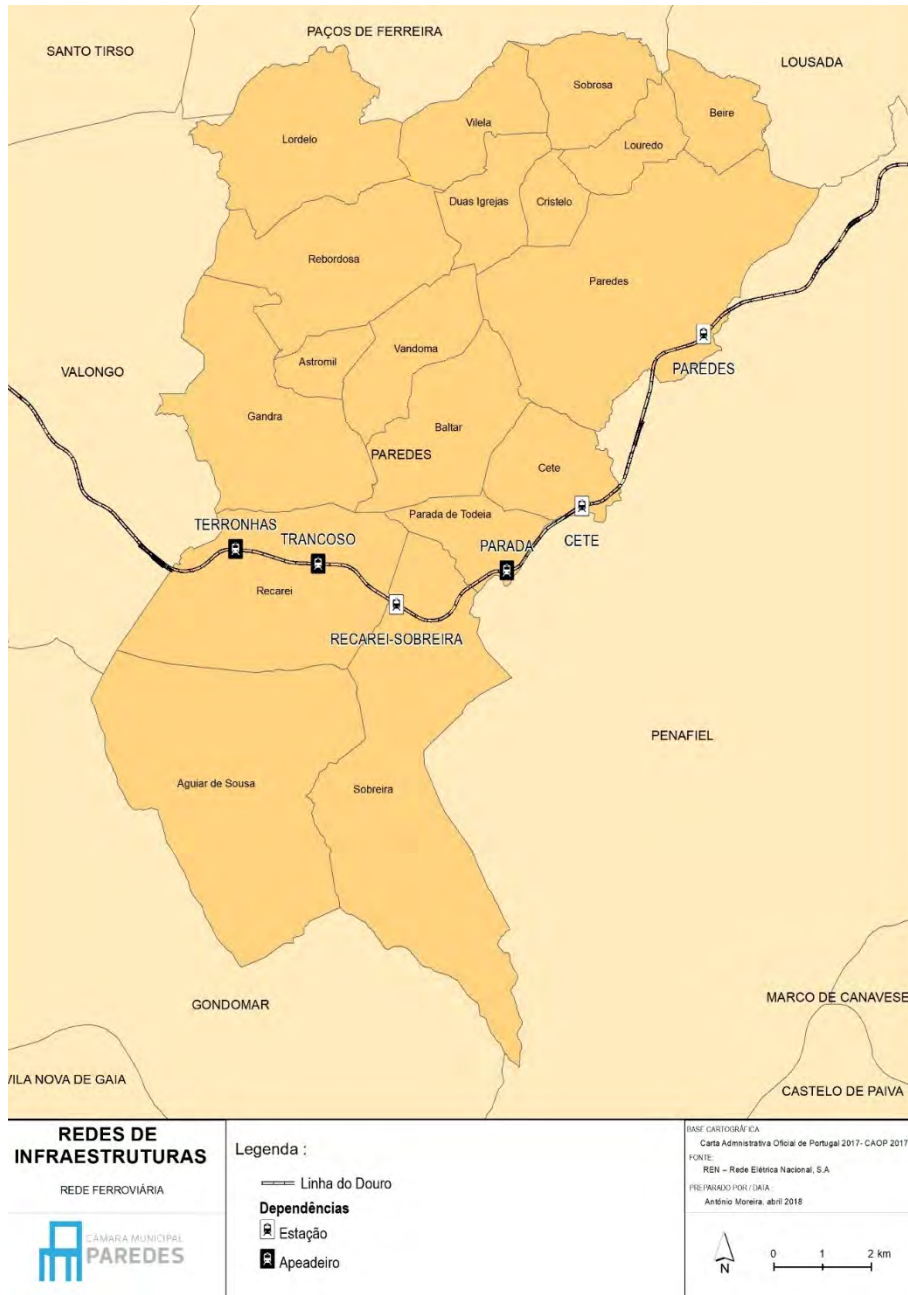 SANTO TIRSO
PAÇOS DE FERREIRA
LOUSADA
Sobrosa
Beire
Vilela
Lordelo
Louredo
Duas Igrejas
Cristelo
Rebordosa
Paredes
VALONGO
Astromil
Vandoma
PAREDES
Gandra
Baltar
PAREDES
Cete
Parada de Todeia
TERRONHAS
TRANCOSO
PARADA
CETE
Recarei
RECAREI-SOBREIRA
PENAFIEL
Aguiar de Sousa
Sobreira
GONDOMAR
MARCO DE CANAVESE
VILA NOVA DE GAIA
CASTELO DE PAIVA
REDES DE
INFRAESTRUTURAS
REDE FERROVIÁRIA
CÂMARA MUNICIPAL
PAREDES
Legenda :
Linha do Douro
Dependências
Estação
Apeadeiro
BASE CARTOGRÁFICA
Carta Admnistrativa Oficial de Portugal 2017- CAOP 2017
FONTE:
REN – Rede Elétrica Nacional, S.A
PREPARADO POR / DATA :
António Moreira, abril 2018
N
0 1 2 km